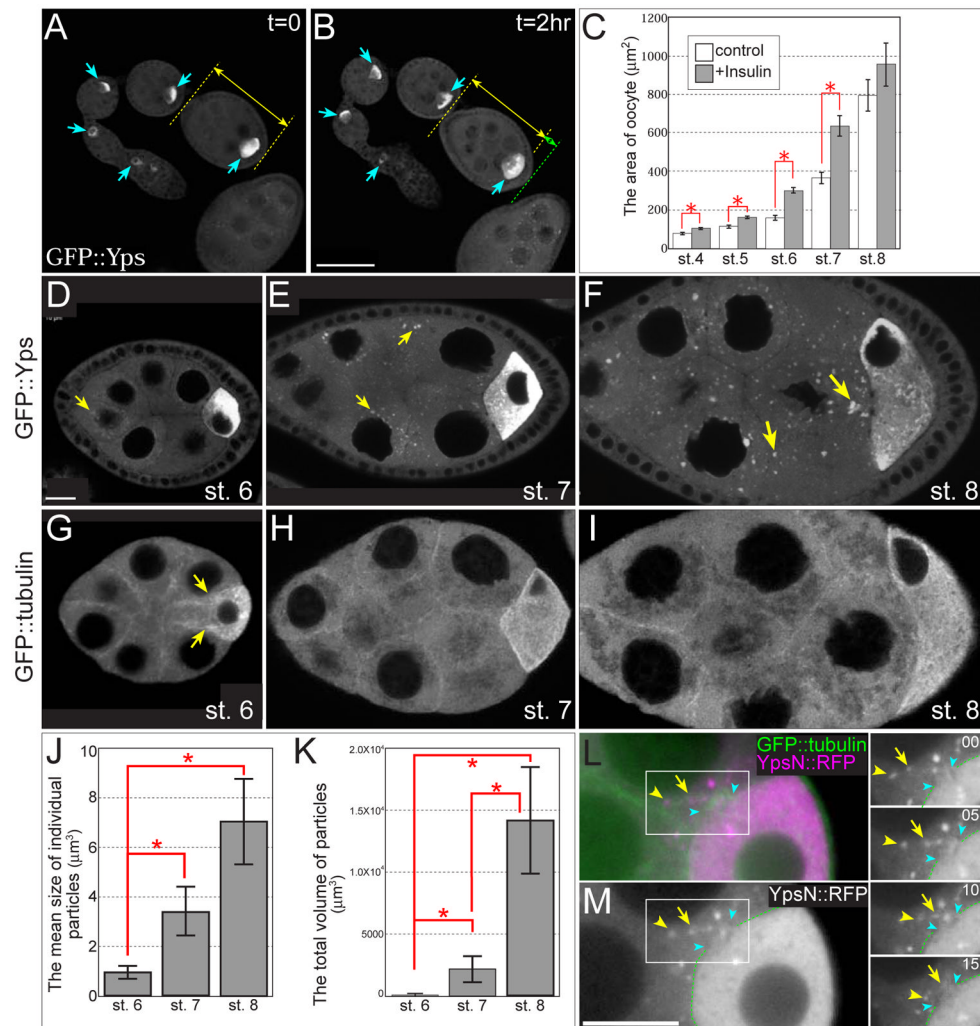 A
t=0
GFP::Yps
B
t=2hr
C
The area of oocyte (μm²)
1200
1000
800
600
400
200
0
control
+Insulin
*
*
*
*
st.4
st.5
st.6
st.7
st.8
GFP::Yps
D
st. 6
E
st. 7
F
st. 8
GFP::tubulin
G
st. 6
H
st. 7
I
st. 8
J
The mean size of individual
particles (μm³)
10
8
6
4
2
0
*
*
st. 6
st. 7
st. 8
K
The total volume of particles
(μm³)
2.0X10⁴
1.5X10⁴
1.0X10⁴
5000
0
*
*
*
st. 6
st. 7
st. 8
L
GFP::tubulin
YpsN::RFP
00
05
M
YpsN::RFP
10
15